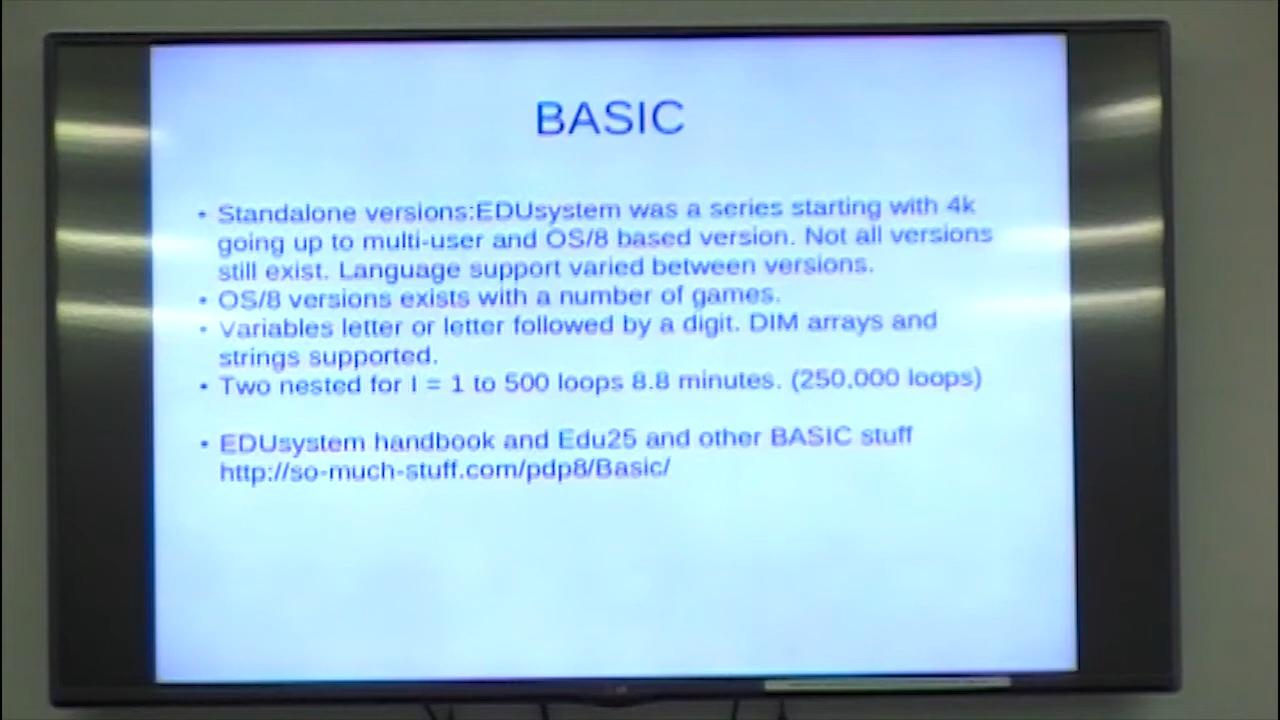 BASIC
• Standalone versions:EDUsystem was a series starting with 4k
going up to multi-user and OS/8 based version. Not all versions
still exist. Language support varied between versions.
• OS/8 versions exists with a number of games.
• Variables letter or letter followed by a digit. DIM arrays and
strings supported.
• Two nested for I = 1 to 500 loops 8.8 minutes. (250,000 loops)
• EDUsystem handbook and Edu25 and other BASIC stuff
http://so-much-stuff.com/pdp8/Basic/